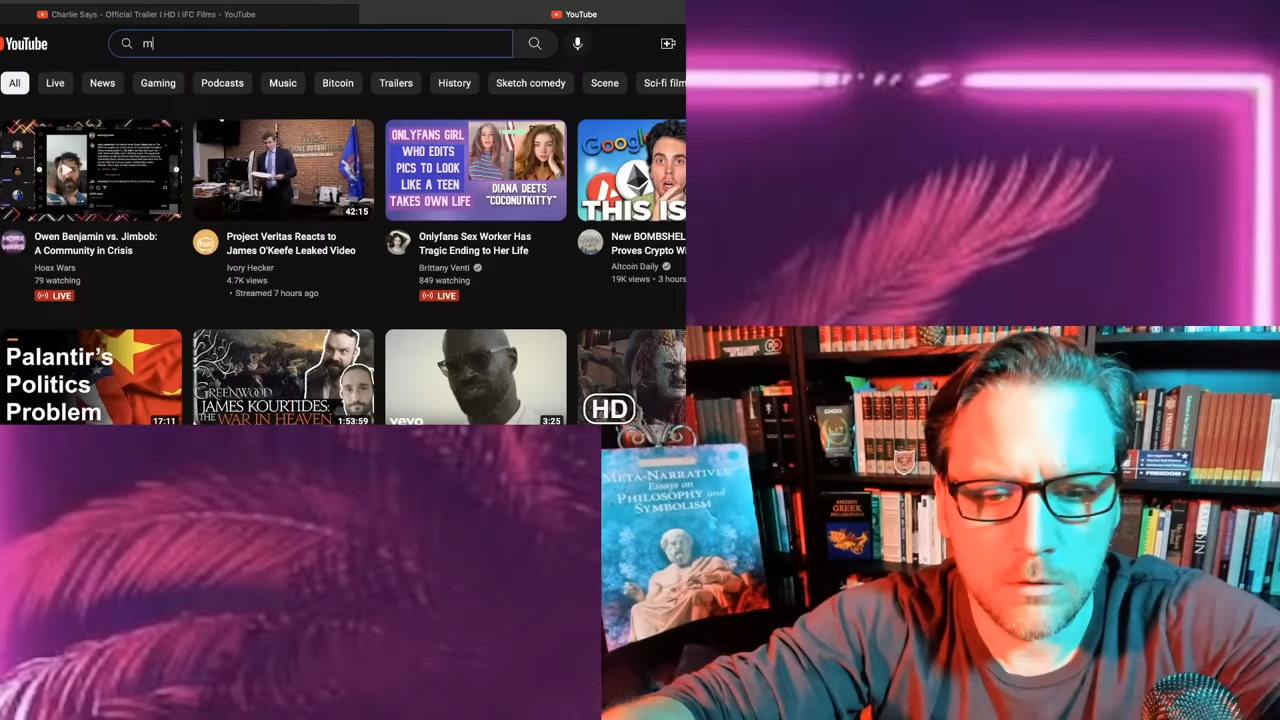 Charlie Says - Official Trailer I HD I IFC Films - YouTube
YouTube
YouTube
m
All
Live
News
Gaming
Podcasts
Music
Bitcoin
Trailers
History
Sketch comedy
Scene
Sci-fi film
42:15
ONLYFANS GIRL
WHO EDITS
PICS TO LOOK
LIKE A TEEN
TAKES OWN LIFE
DIANA DEETS
"COCONUTKITTY"
Google
THIS IS
HOAX
WARS
Owen Benjamin vs. Jimbob:
A Community in Crisis
Hoax Wars
79 watching
LIVE
Project Veritas Reacts to
James O'Keefe Leaked Video
Ivory Hecker
4.7K views
• Streamed 7 hours ago
Onlyfans Sex Worker Has
Tragic Ending to Her Life
Brittany Venti
849 watching
LIVE
New BOMBSHEL
Proves Crypto W
Altcoin Daily
19K views • 3 hours
Palantir's
Politics
Problem
17:11
GREENWOOD
JAMES KOURTIDES:
THE WAR IN HEAVEN
1:53:59
vevo
3:25
HD
META-NARRATIVES
Essays on
PHILOSOPHY and
SYMBOLISM
ANCIENT
GREEK
PHILOSOPHERS
FREEDOM